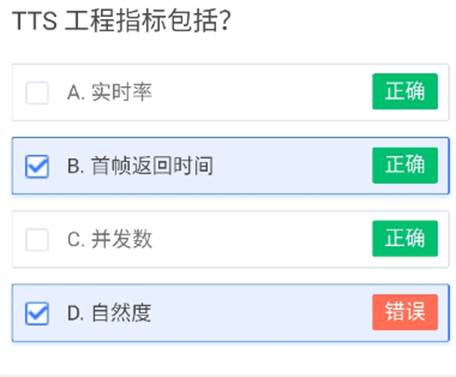 TTS 工程指标包括？
A. 实时率 正确
B. 首帧返回时间 正确
C. 并发数 正确
D. 自然度 错误